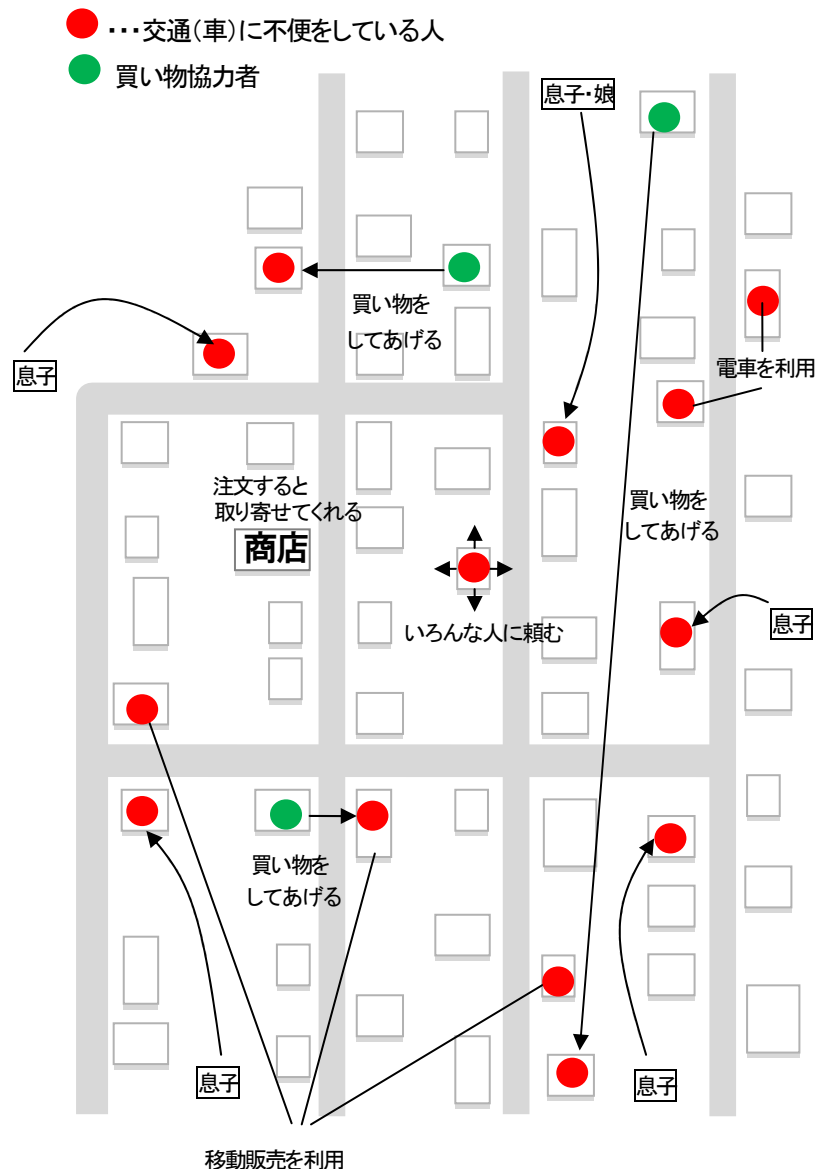 ・・・交通(車)に不便をしている人
買い物協力者
息子・娘
買い物を
してあげる
息子
電車を利用
注文すると
取り寄せてくれる
商店
買い物を
してあげる
いろんな人に頼む
息子
買い物を
してあげる
息子
息子
移動販売を利用